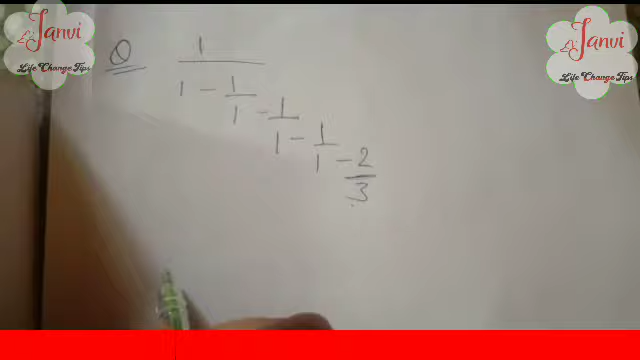 Janvi
Life Change Tips
Janvi
Life Change Tips
Q 1
1 - 1
1 - 1
1 - 1
1 - 2
3